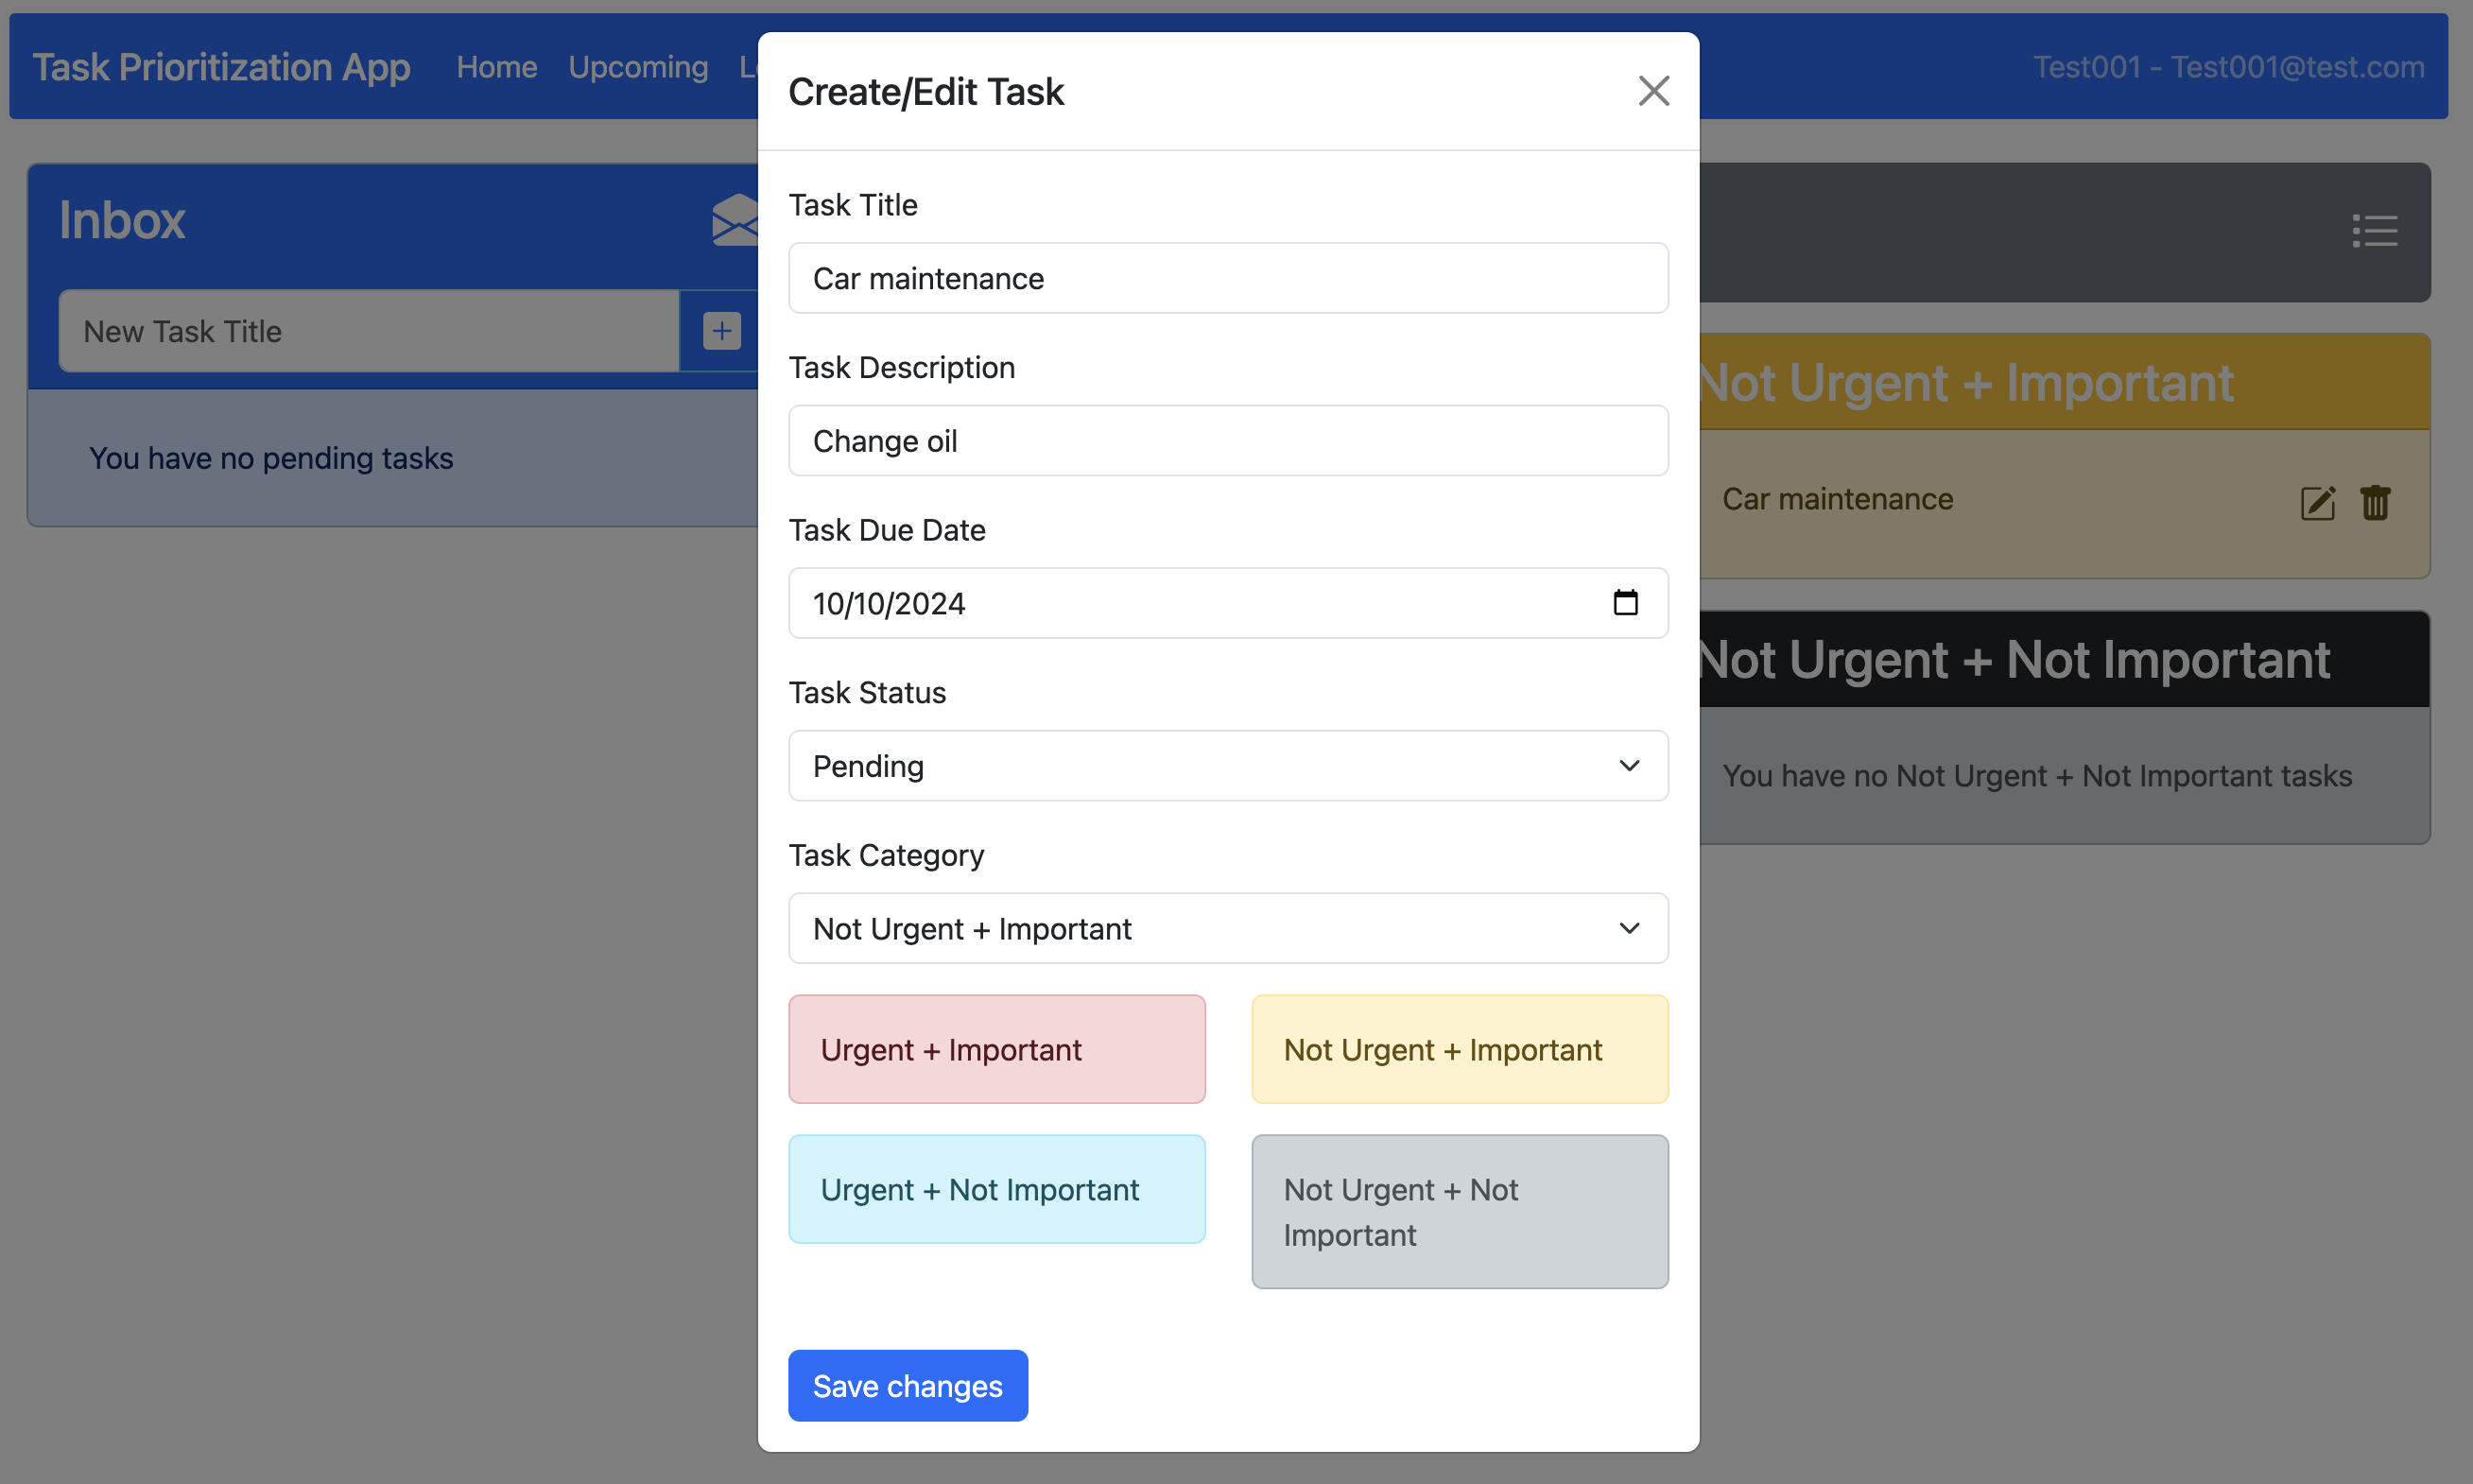 Task Prioritization App Home Upcoming
Test001 - Test001@test.com
Inbox
New Task Title
You have no pending tasks
Create/Edit Task
Task Title
Car maintenance
Task Description
Change oil
Task Due Date
10/10/2024
Task Status
Pending
Task Category
Not Urgent + Important
Urgent + Important
Not Urgent + Important
Urgent + Not Important
Not Urgent + Not
Important
Save changes
Not Urgent + Important
Car maintenance
Not Urgent + Not Important
You have no Not Urgent + Not Important tasks